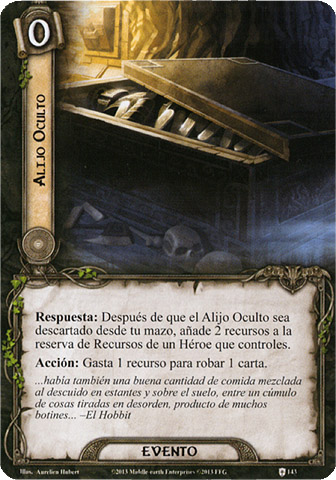 0
Alijo Oculto
Respuesta: Después de que el Alijo Oculto sea
descartado desde tu mazo, añade 2 recursos a la
reserva de Recursos de un Héroe que controles.
Acción: Gasta 1 recurso para robar 1 carta.
...había también una buena cantidad de comida mezclada
al descuido en estantes y sobre el suelo, entre un cúmulo
de cosas tiradas en desorden, producto de muchos
botines... –El Hobbit
EVENTO
Illus. Aurelien Hubert
©2013 Middle-earth Enterprises ©2013 FFG
143